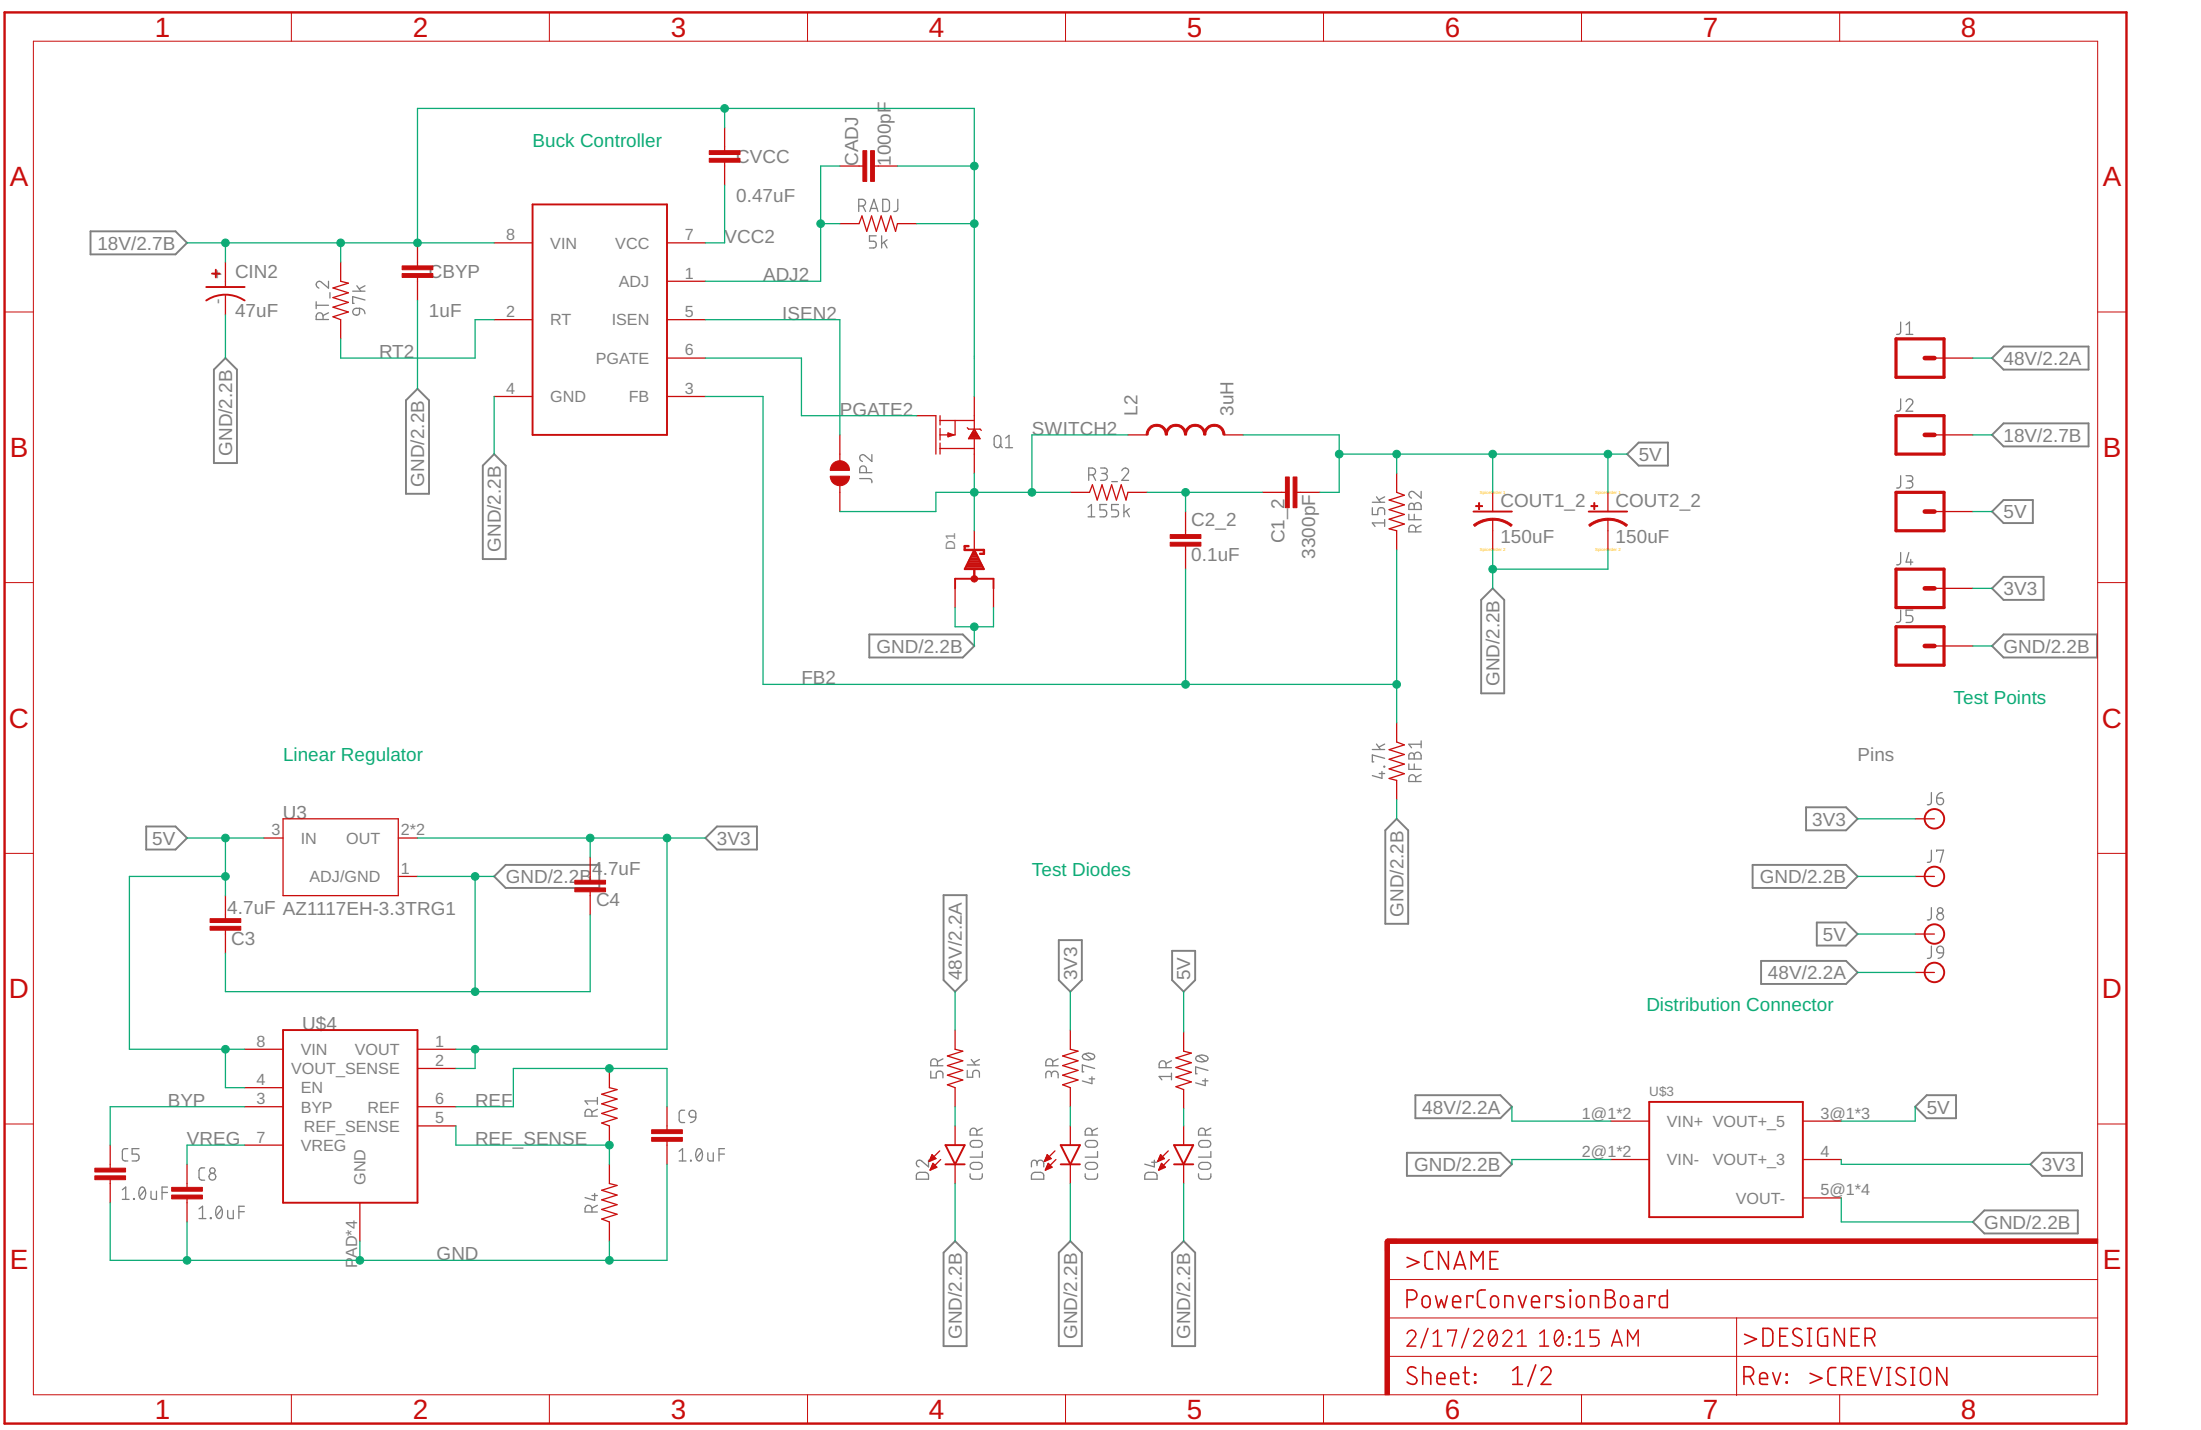 1 2 3 4 5 6 7 8
A A
B B
C C
D D
E E
Buck Controller
18V/2.7B
CIN2
47uF
GND/2.2B
RT_2
97k
RT2
CBYP
1uF
GND/2.2B
GND/2.2B
8 VIN VCC 7
ADJ 1
2 RT ISEN 5
PGATE 6
4 GND FB 3
CVCC
0.47uF
VCC2
ADJ2
ISEN2
CADJ
1000pF
RADJ
5k
PGATE2
JP2
Q1
D1
GND/2.2B
FB2
SWITCH2
L2
3uH
R3_2
155k
C2_2
0.1uF
C1_2
3300pF
15k
RFB2
COUT1_2
150uF
COUT2_2
150uF
5V
GND/2.2B
4.7k
RFB1
GND/2.2B
J1
48V/2.2A
J2
18V/2.7B
J3
5V
J4
3V3
J5
GND/2.2B
Test Points
Linear Regulator
5V
U3
3 IN OUT 2*2
ADJ/GND 1
AZ1117EH-3.3TRG1
3V3
GND/2.2B
4.7uF
C4
4.7uF
C3
U$4
8 VIN VOUT 1
VOUT_SENSE 2
4 EN
3 BYP REF 6
REF_SENSE 5
7 VREG
GND
PAD*4
BYP
VREG
REF
REF_SENSE
GND
C5
1.0uF
C8
1.0uF
R1
R4
C9
1.0uF
Test Diodes
48V/2.2A
3V3
5V
5R
5k
3R
470
1R
470
D2
COLOR
D3
COLOR
D4
COLOR
GND/2.2B
GND/2.2B
GND/2.2B
Pins
3V3
J6
GND/2.2B
J7
5V
J8
48V/2.2A
J9
Distribution Connector
U$3
48V/2.2A
1@1*2
VIN+ VOUT+_5
3@1*3
5V
GND/2.2B
2@1*2
VIN- VOUT+_3
4
3V3
VOUT-
5@1*4
GND/2.2B
>CNAME
PowerConversionBoard
2/17/2021 10:15 AM
>DESIGNER
Sheet: 1/2
Rev: >CREVISION
1 2 3 4 5 6 7 8